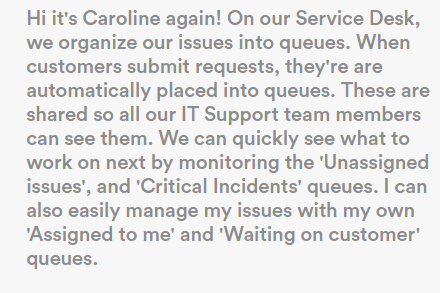 Hi it's Caroline again! On our Service Desk,
we organize our issues into queues. When
customers submit requests, they're are
automatically placed into queues. These are
shared so all our IT Support team members
can see them. We can quickly see what to
work on next by monitoring the 'Unassigned
issues', and 'Critical Incidents' queues. I can
also easily manage my issues with my own
'Assigned to me' and 'Waiting on customer'
queues.